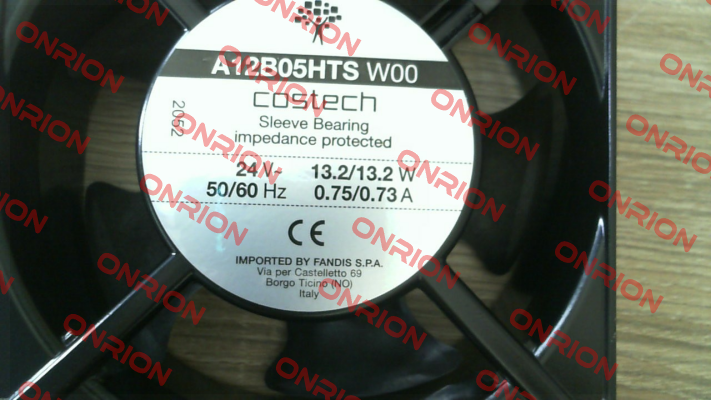 A12B05HTS W00
costech
Sleeve Bearing
impedance protected
2052
24 V~ 13.2/13.2 W
50/60 Hz 0.75/0.73 A
CE
IMPORTED BY FANDIS S.P.A.
Via per Castelletto 69
Borgo Ticino (NO)
Italy
ONRION